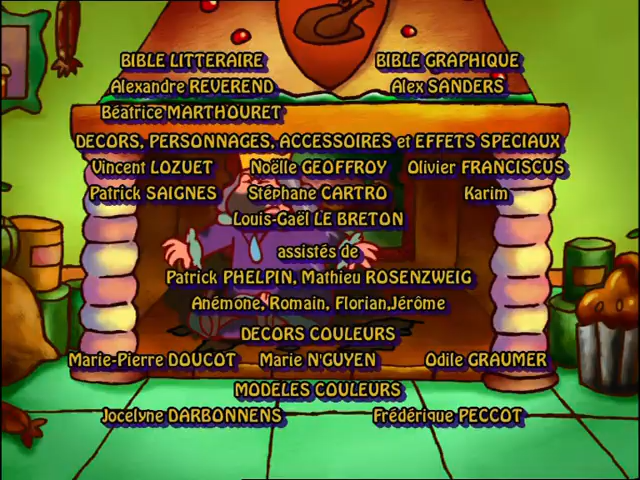 BIBLE LITTERAIRE BIBLE GRAPHIQUE
Alexandre REVEREND Alex SANDERS
Béatrice MARTHOURET
DECORS, PERSONNAGES, ACCESSOIRES et EFFETS SPECIAUX
Vincent LOZUET Noëlle GEOFFROY Olivier FRANCISCUS
Patrick SAIGNES Stéphane CARTRO Karim
Louis-Gaël LE BRETON
assistés de
Patrick PHELPIN, Mathieu ROSENZWEIG
Anémone, Romain, Florian,Jérôme
DECORS COULEURS
Marie-Pierre DOUCOT Marie N'GUYEN Odile GRAUMER
MODELES COULEURS
Jocelyne DARBONNENS Frédérique PECCOT